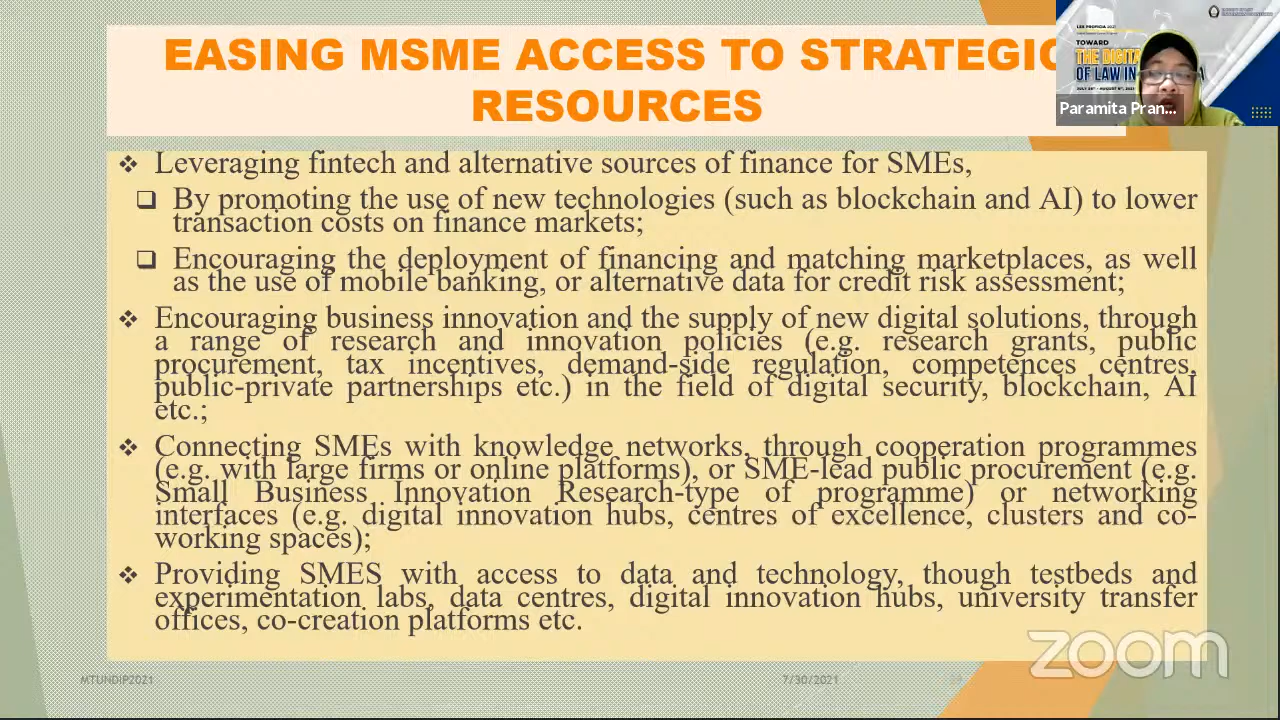 EASING MSME ACCESS TO STRATEGIC
RESOURCES
❖ Leveraging fintech and alternative sources of finance for SMEs,
❑ By promoting the use of new technologies (such as blockchain and AI) to lower
transaction costs on finance markets;
❑ Encouraging the deployment of financing and matching marketplaces, as well
as the use of mobile banking, or alternative data for credit risk assessment;
❖ Encouraging business innovation and the supply of new digital solutions, through
a range of research and innovation policies (e.g. research grants, public
procurement, tax incentives, demand-side regulation, competences centres,
public-private partnerships etc.) in the field of digital security, blockchain, AI
etc.;
❖ Connecting SMEs with knowledge networks, through cooperation programmes
(e.g. with large firms or online platforms), or SME-lead public procurement (e.g.
Small Business Innovation Research-type of programme) or networking
interfaces (e.g. digital innovation hubs, centres of excellence, clusters and co-
working spaces);
❖ Providing SMES with access to data and technology, though testbeds and
experimentation labs, data centres, digital innovation hubs, university transfer
offices, co-creation platforms etc.
MTUNDIP2021
7/30/2021
zoom
TOWARD
THE DIGIT
OF LAW IN
Paramita Pran...